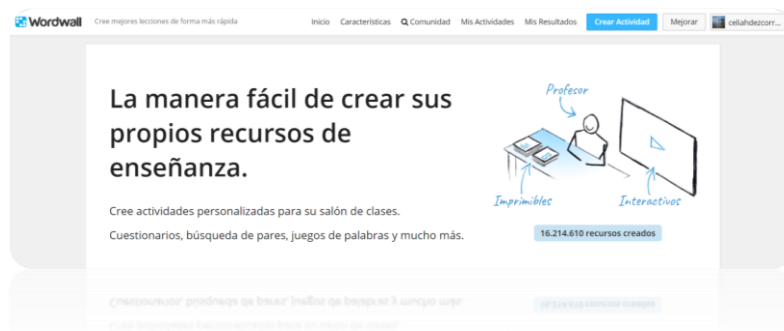 Wordwall Cree mejores lecciones de forma más rápida Inicio Características Comunidad Mis Actividades Mis Resultados Crear Actividad Mejorar celiahdezcorr...
La manera fácil de crear sus
propios recursos de
enseñanza.
Cree actividades personalizadas para su salón de clases.
Cuestionarios, búsqueda de pares, juegos de palabras y mucho más.
Profesor
Imprimibles
Interactivos
16.214.610 recursos creados